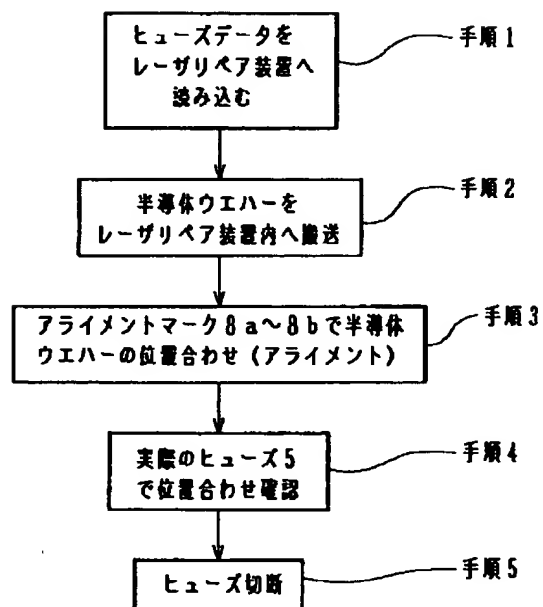 ヒューズデータを
レーザリペア装置へ
読み込む
手順1
半導体ウエハーを
レーザリペア装置内へ搬送
手順2
アライメントマーク8a~8bで半導体
ウエハーの位置合わせ(アライメント)
手順3
実際のヒューズ5
で位置合わせ確認
手順4
ヒューズ切断
手順5